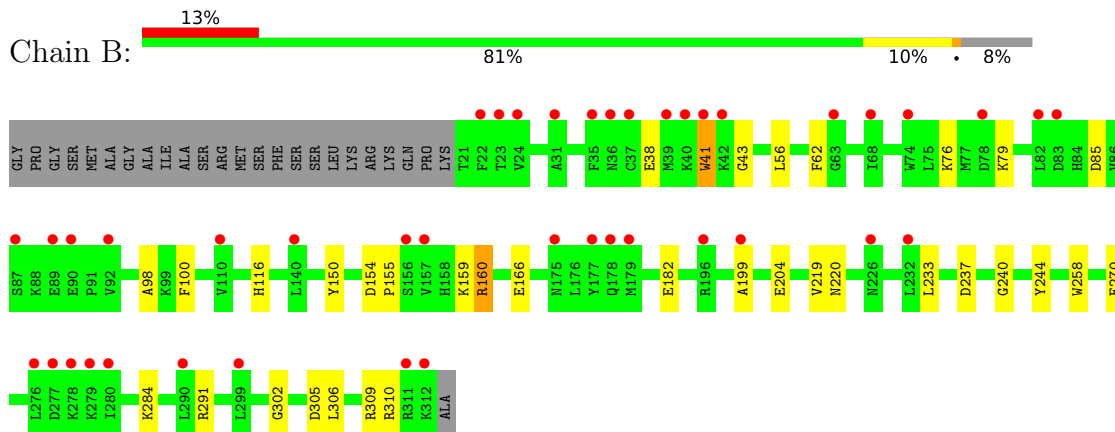 13%
Chain B:
81% 10% • 8%
GLY PRO GLY SER MET ALA GLY ALA ILE ALA SER ARG MET SER PHE SER SER LEU LYS ARG LYS GLN PRO LYS T21 F22 T23 V24 A31 F35 N36 C37 E38 M39 K40 W41 K42 G43 L56 F62 G63 I68 W74 L75 K76 M77 D78 K79 L82 D83 H84 D85 V86
S87 K88 E89 E90 P91 V92 A98 K99 F100 V110 H116 L140 Y150 D154 P155 S156 V157 H158 K159 R160 E166 N175 L176 Y177 Q178 M179 E182 R196 A199 E204 V219 N220 N226 L232 L233 D237 G240 Y244 W258 E270
L276 D277 K278 K279 I280 K284 L290 R291 L299 G302 D305 L306 R309 R310 R311 K312 ALA